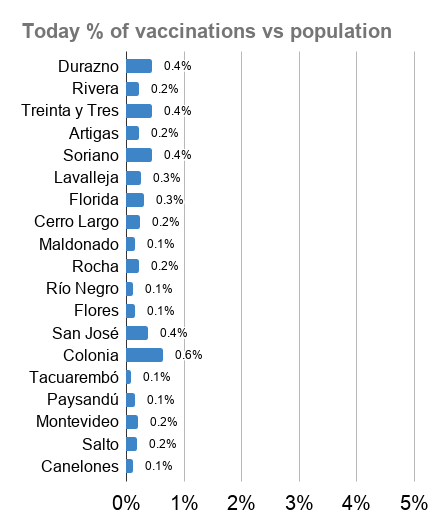 Today % of vaccinations vs population
Durazno 0.4%
Rivera 0.2%
Treinta y Tres 0.4%
Artigas 0.2%
Soriano 0.4%
Lavalleja 0.3%
Florida 0.3%
Cerro Largo 0.2%
Maldonado 0.1%
Rocha 0.2%
Río Negro 0.1%
Flores 0.1%
San José 0.4%
Colonia 0.6%
Tacuarembó 0.1%
Paysandú 0.1%
Montevideo 0.2%
Salto 0.2%
Canelones 0.1%
0% 1% 2% 3% 4% 5%